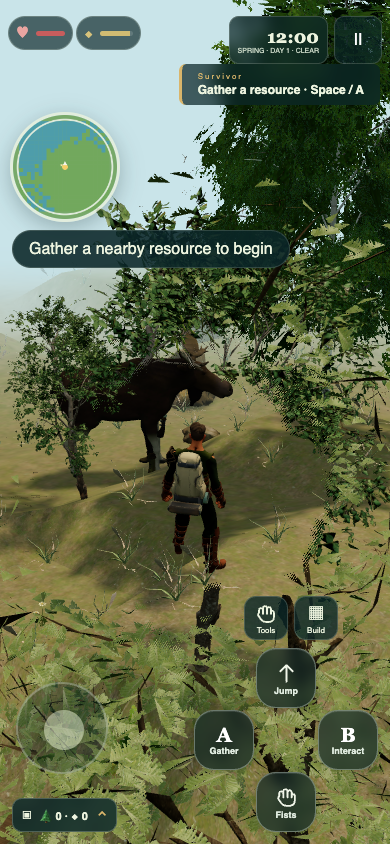 12:00
SPRING · DAY 1 · CLEAR
Survivor
Gather a resource · Space / A
Gather a nearby resource to begin
Tools
Build
Jump
A
Gather
B
Interact
Fists
0 · ◆ 0